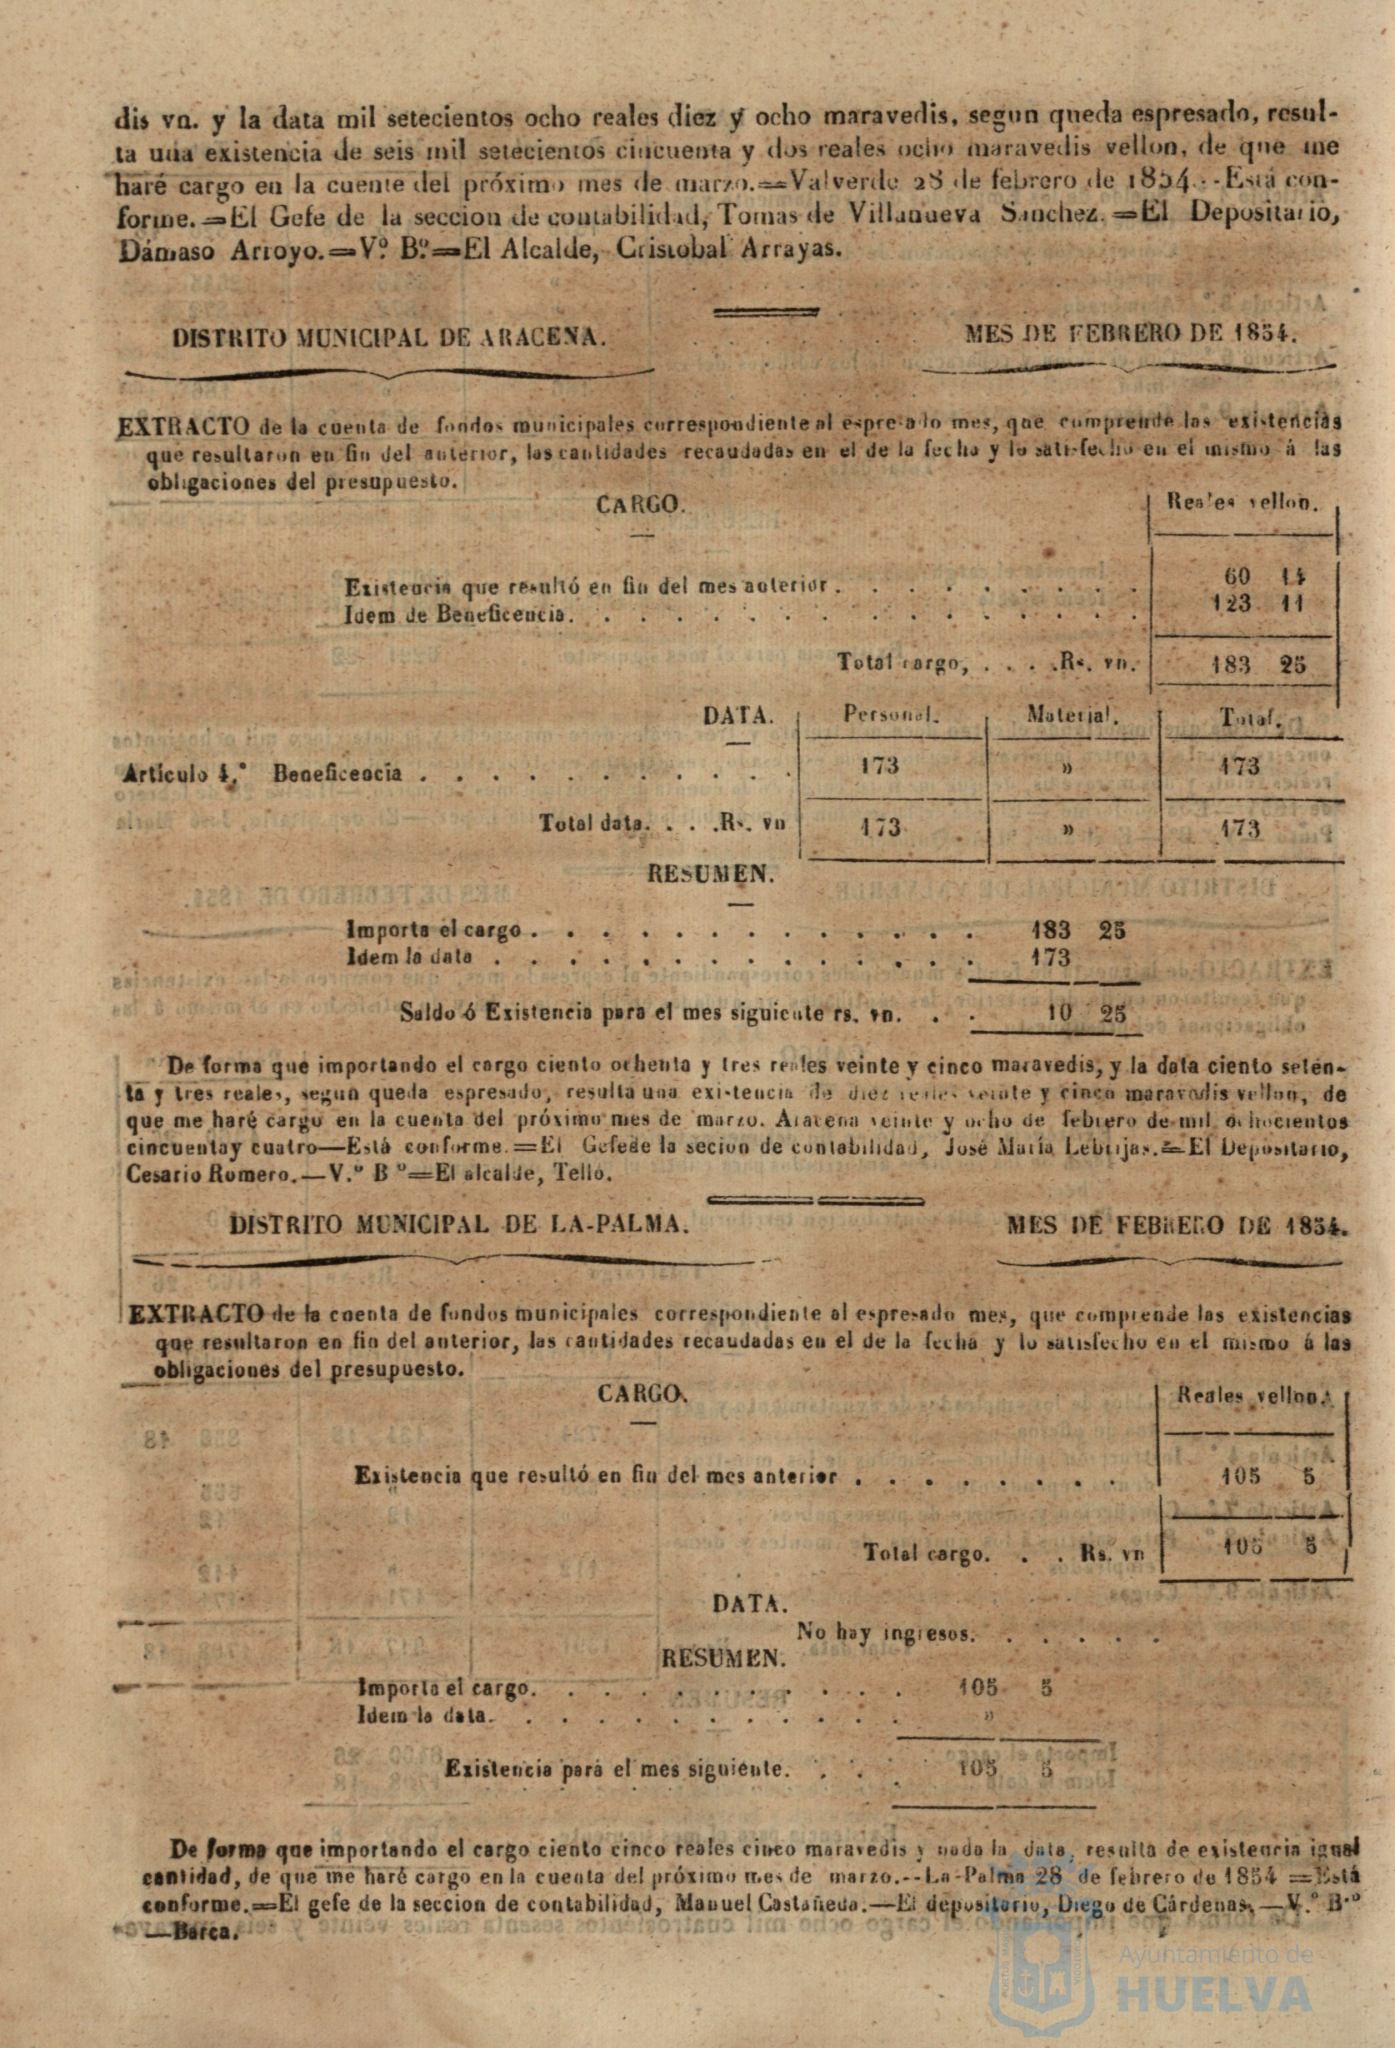 dis vn. y la data mil setecientos ocho reales diez y ocho maravedis, segun queda espresado, resul-
ta una existencia de seis mil setecientos cincuenta y dos reales ocho maravedis vellon, de que me
haré cargo en la cuente del próximo mes de marzo.=Valverde 28 de febrero de 1854.--Está con-
forme.=El Gefe de la seccion de contabilidad, Tomas de Villanueva Sanchez.=El Depositario,
Dámaso Arroyo.=Vº. Bº.=El Alcalde, Cristobal Arrayas.
DISTRITO MUNICIPAL DE ARACENA. MES DE FEBRERO DE 1854.
EXTRACTO de la cuenta de fondos municipales correspondiente al espresado mes, que comprende las existencias
que resultaron en fin del anterior, las cantidades recaudadas en el de la fecha y lo satisfecho en el mismo á las
obligaciones del presupuesto.
CARGO. Reales vellon.
Existencia que resultó en fin del mes anterior. . . . . . . . . 60 14
Idem de Beneficencia. . . . . . . . . . . . . . . . 123 11
Total cargo, . . . .Rs. vn. 183 25
DATA. Personal. Material. Total.
Articulo 4.° Beneficencia . . . . . . . . . . . 173 » 173
Total data. . . .Rs. vn 173 » 173
RESUMEN.
Importa el cargo . . . . . . . . . . . . . 183 25
Idem la data . . . . . . . . . . . . . . 173
Saldo ó Existencia para el mes siguiente rs. vn. . . 10 25
De forma que importando el cargo ciento ochenta y tres reales veinte y cinco maravedis, y la data ciento seten-
ta y tres reales, segun queda espresado, resulta una existencia de diez reales veinte y cinco maravedis vellon, de
que me haré cargo en la cuenta del próximo mes de marzo. Aracena veinte y ocho de febrero de mil ochocientos
cincuentay cuatro—Está conforme.=El Gefede la secion de contabilidad, José María Lebrijas.=El Depositario,
Cesario Romero.—V.° B °=El alcalde, Tello.
DISTRITO MUNICIPAL DE LA-PALMA. MES DE FEBRERO DE 1854.
EXTRACTO de la cuenta de fondos municipales correspondiente al espresado mes, que comprende las existencias
que resultaron en fin del anterior, las cantidades recaudadas en el de la fecha y lo satisfecho en el mismo á las
obligaciones del presupuesto.
CARGO. Reales vellon.
Existencia que resultó en fin del mes anterior . . . . . . . . 105 5
Total cargo. . . Rs. vn 105 5
DATA.
No hay ingresos. . . . . .
RESUMEN.
Importa el cargo. . . . . . . . . . . 105 5
Idem la data. . . . . . . . . . . . »
Existencia para el mes siguiente. . . . 105 5
De forma que importando el cargo ciento cinco reales cinco maravedis y nada la data, resulta de existencia igual
cantidad, de que me haré cargo en la cuenta del próximo mes de marzo.--La-Palma 28 de febrero de 1854 =Está
conforme.=El gefe de la seccion de contabilidad, Manuel Castañeda.—El depositario, Diego de Cárdenas.—V.° B°
—Barca.
Ayuntamiento de
HUELVA